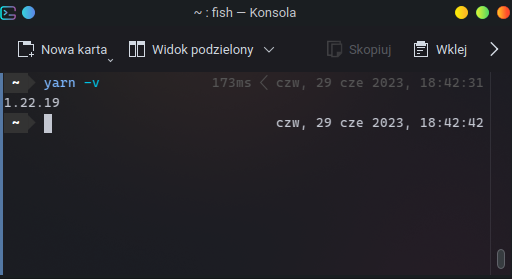 ~ : fish — Konsola
Nowa karta Widok podzielony Skopiuj Wklej
~ yarn -v 173ms czw, 29 cze 2023, 18:42:31
1.22.19
~ czw, 29 cze 2023, 18:42:42